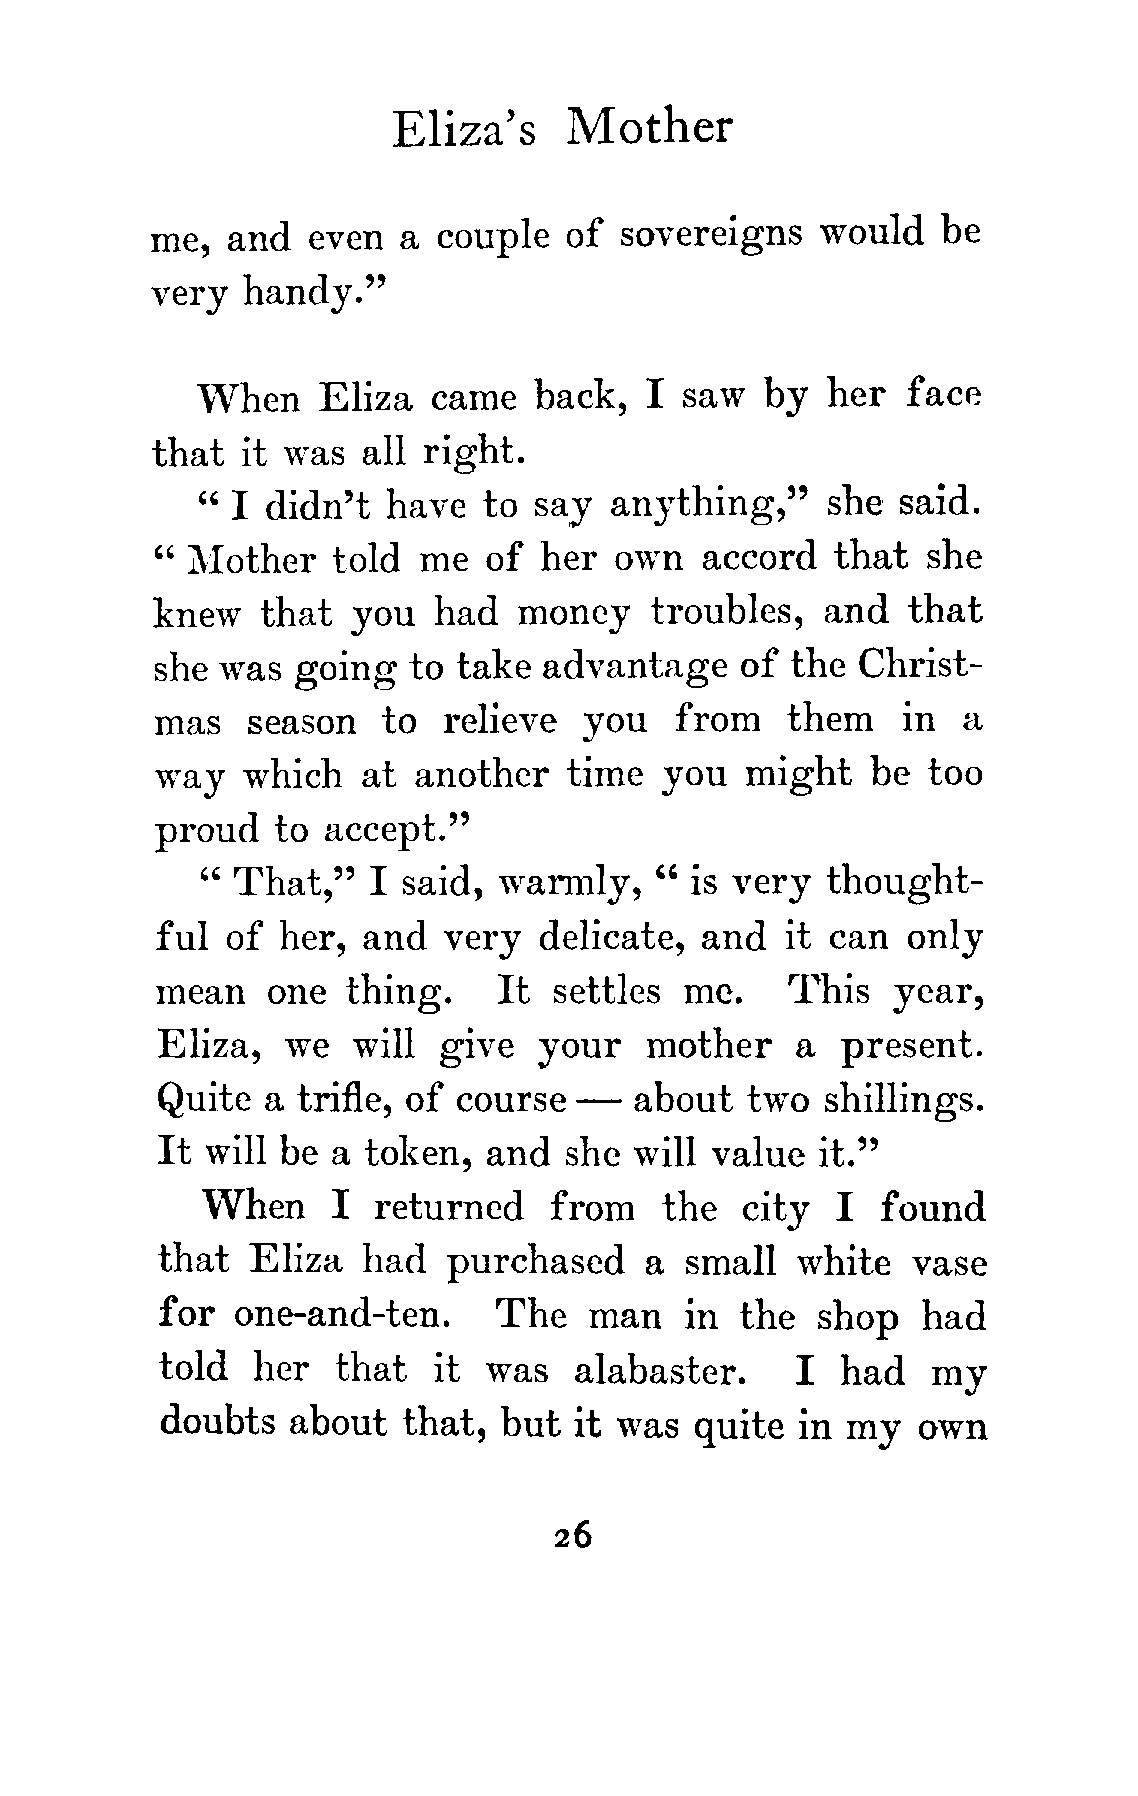 Eliza's Mother
me, and even a couple of sovereigns would be
very handy."
When Eliza came back, I saw by her face
that it was all right.
" I didn't have to say anything," she said.
" Mother told me of her own accord that she
knew that you had money troubles, and that
she was going to take advantage of the Christ-
mas season to relieve you from them in a
way which at another time you might be too
proud to accept."
" That," I said, warmly, " is very thought-
ful of her, and very delicate, and it can only
mean one thing. It settles me. This year,
Eliza, we will give your mother a present.
Quite a trifle, of course — about two shillings.
It will be a token, and she will value it."
When I returned from the city I found
that Eliza had purchased a small white vase
for one-and-ten. The man in the shop had
told her that it was alabaster. I had my
doubts about that, but it was quite in my own
26